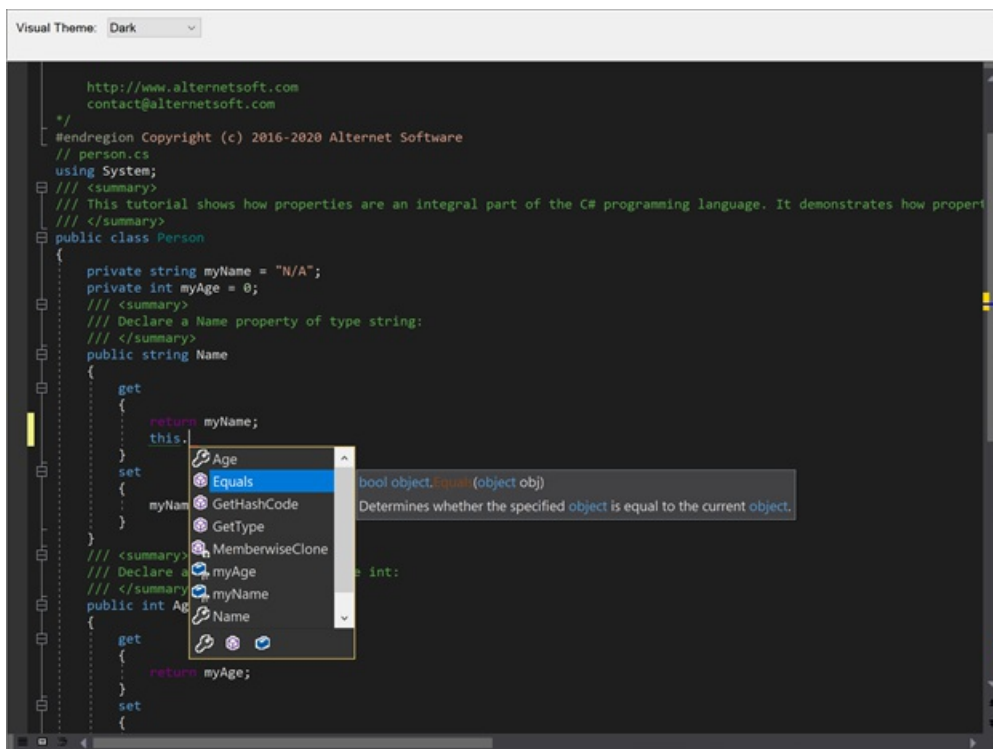 Visual Theme: Dark
http://www.alternetsoft.com
contact@alternetsoft.com
*/
#endregion Copyright (c) 2016-2020 Alternet Software
// person.cs
using System;
/// <summary>
/// This tutorial shows how properties are an integral part of the C# programming language. It demonstrates how propert
/// </summary>
public class Person
{
private string myName = "N/A";
private int myAge = 0;
/// <summary>
/// Declare a Name property of type string:
/// </summary>
public string Name
{
get
{
return myName;
this.
}
Age
set
Equals
bool object.Equals(object obj)
{
myNam
GetHashCode
Determines whether the specified object is equal to the current object.
}
GetType
}
MemberwiseClone
/// <summary>
/// Declare a
myAge
e int:
/// </summary
myName
public int Ag
Name
{
get
{
return myAge;
}
set
{